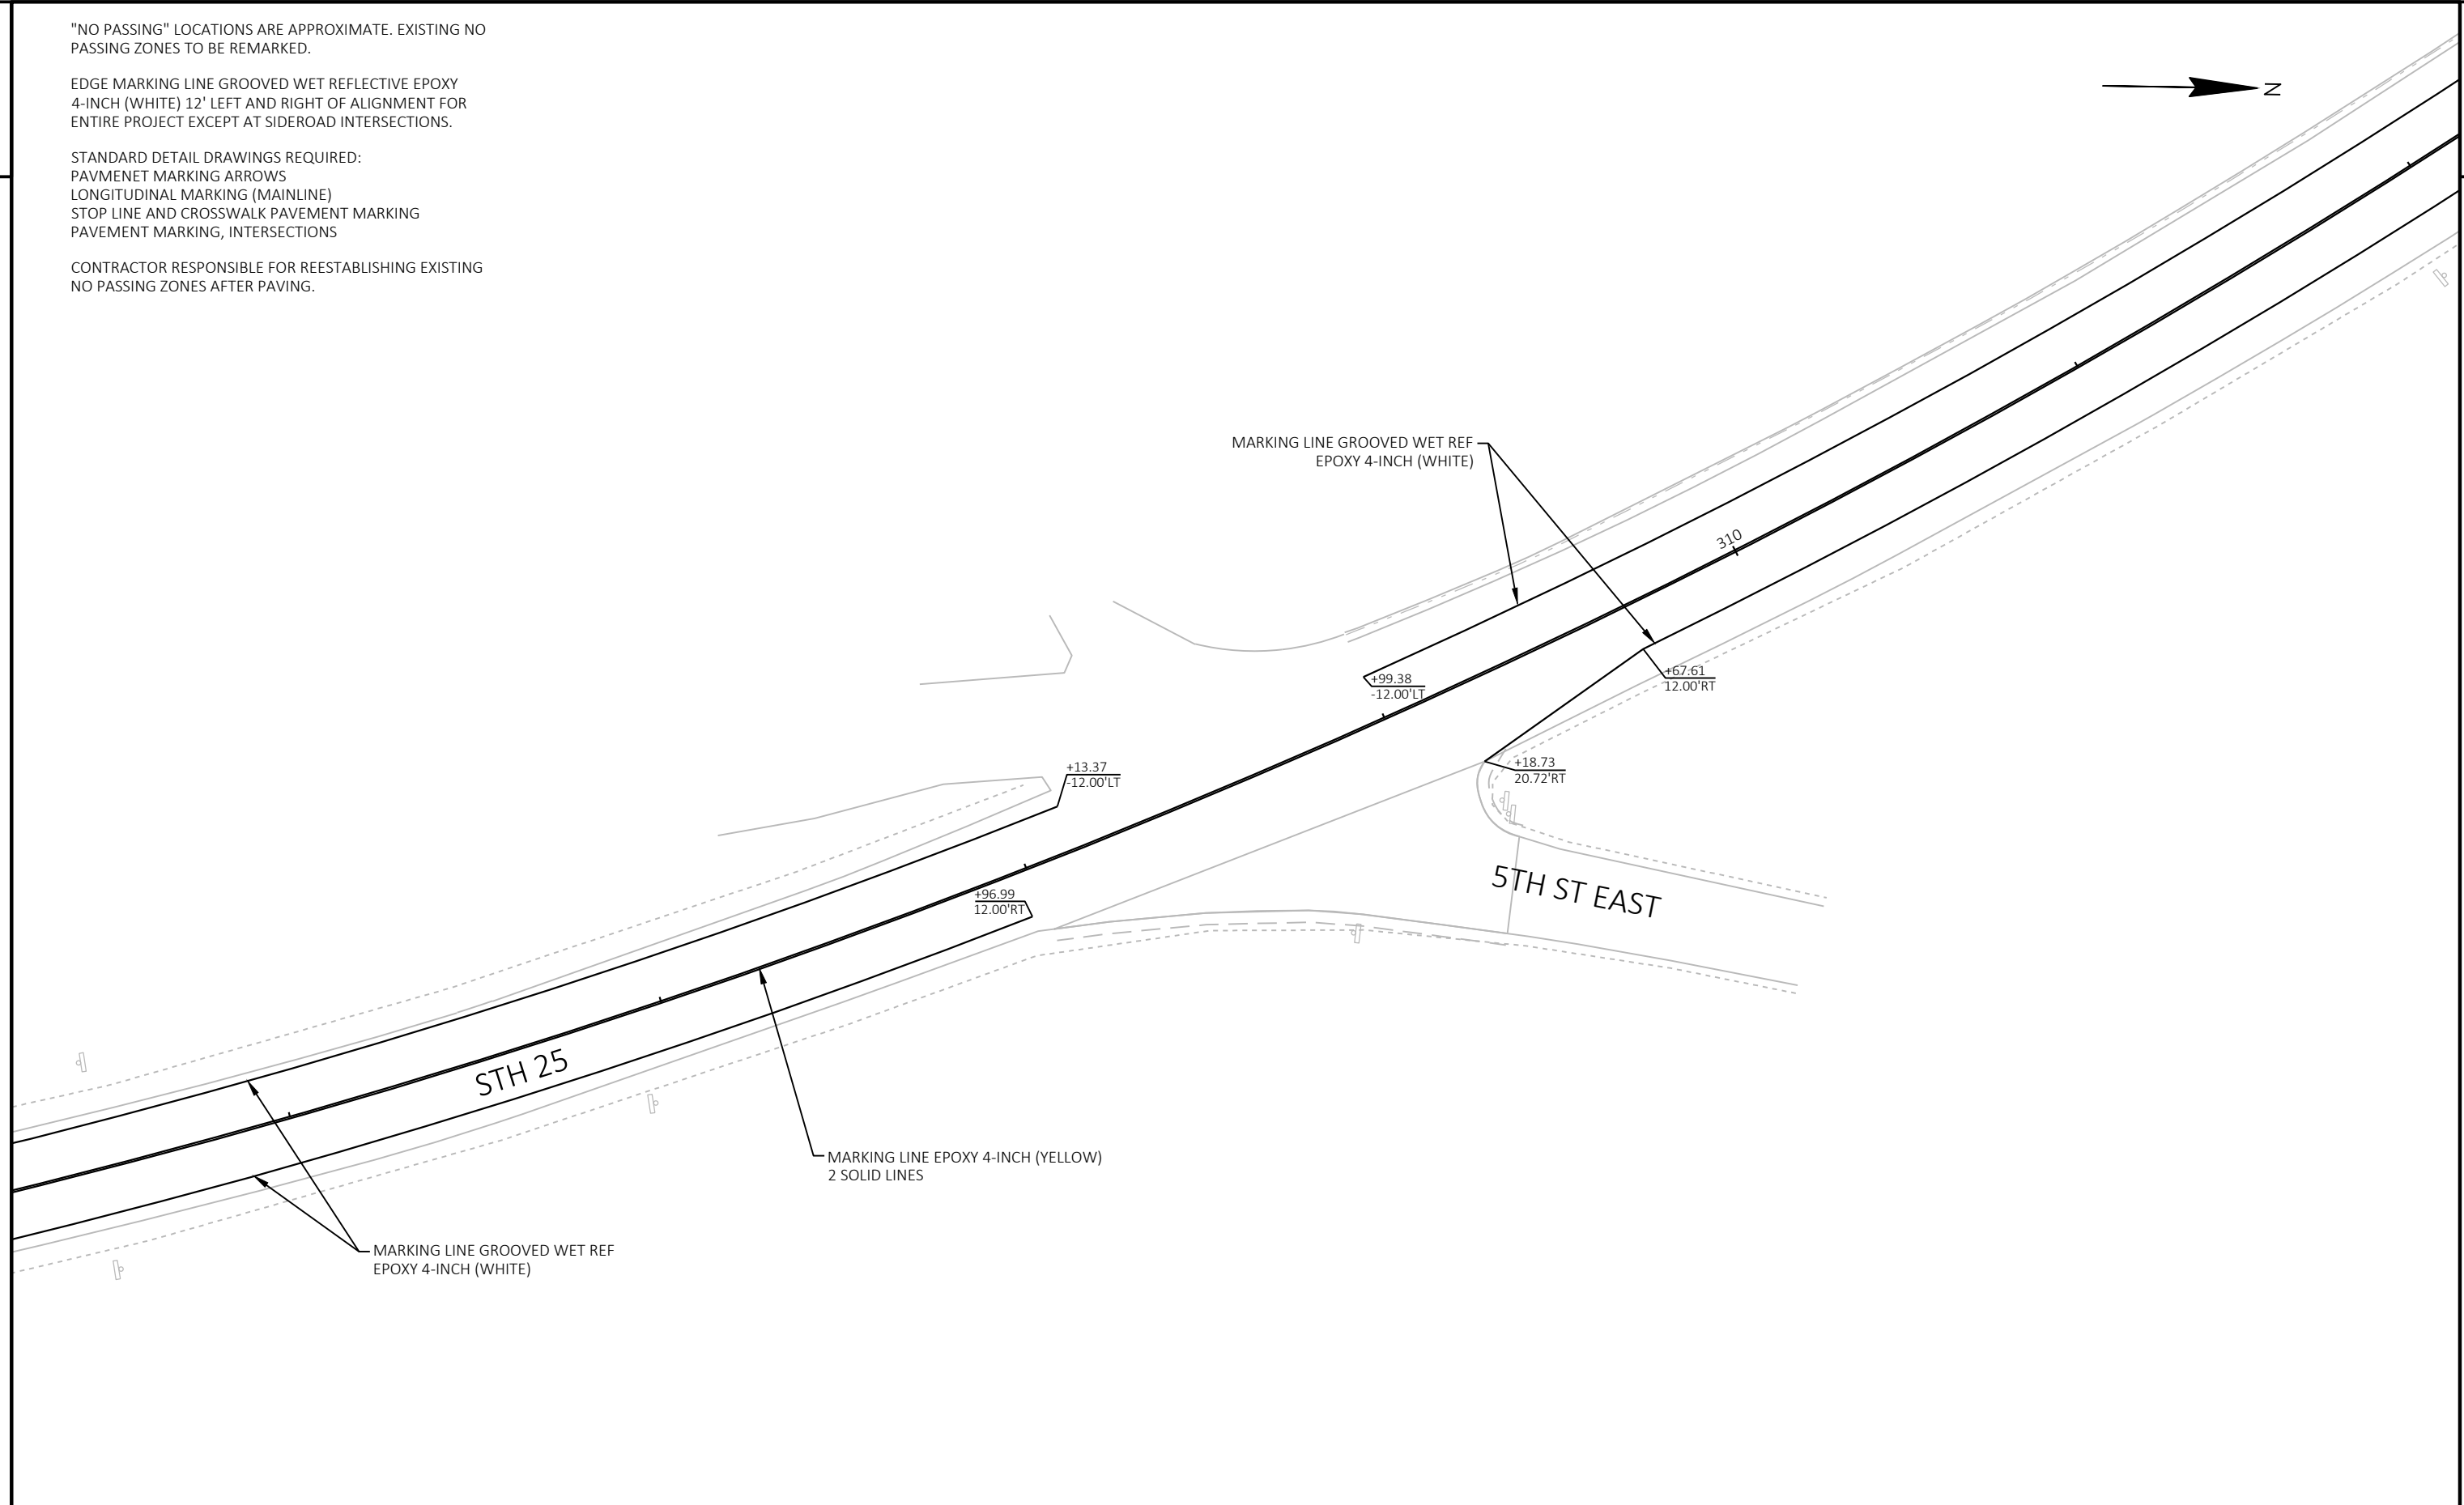 "NO PASSING" LOCATIONS ARE APPROXIMATE. EXISTING NO
PASSING ZONES TO BE REMARKED.
EDGE MARKING LINE GROOVED WET REFLECTIVE EPOXY
4-INCH (WHITE) 12' LEFT AND RIGHT OF ALIGNMENT FOR
ENTIRE PROJECT EXCEPT AT SIDEROAD INTERSECTIONS.
STANDARD DETAIL DRAWINGS REQUIRED:
PAVMENET MARKING ARROWS
LONGITUDINAL MARKING (MAINLINE)
STOP LINE AND CROSSWALK PAVEMENT MARKING
PAVEMENT MARKING, INTERSECTIONS
CONTRACTOR RESPONSIBLE FOR REESTABLISHING EXISTING
NO PASSING ZONES AFTER PAVING.
N
MARKING LINE GROOVED WET REF
EPOXY 4-INCH (WHITE)
310
+99.38
-12.00'LT
+67.61
12.00'RT
+13.37
-12.00'LT
+18.73
20.72'RT
+96.99
12.00'RT
5TH ST EAST
STH 25
MARKING LINE EPOXY 4-INCH (YELLOW)
2 SOLID LINES
MARKING LINE GROOVED WET REF
EPOXY 4-INCH (WHITE)